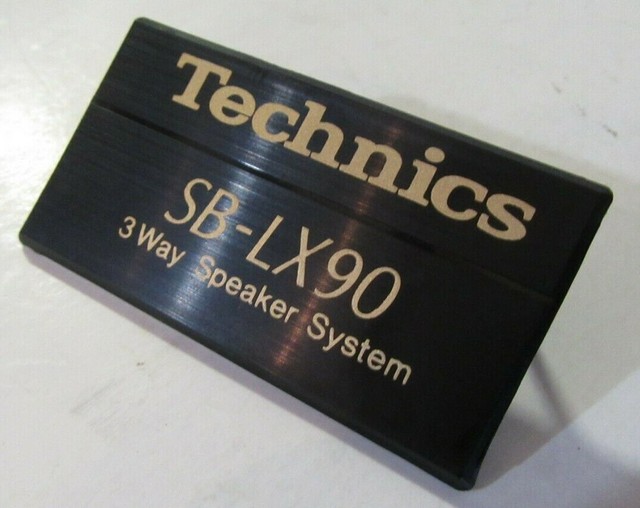 Technics
SB-LX90
3 Way Speaker System